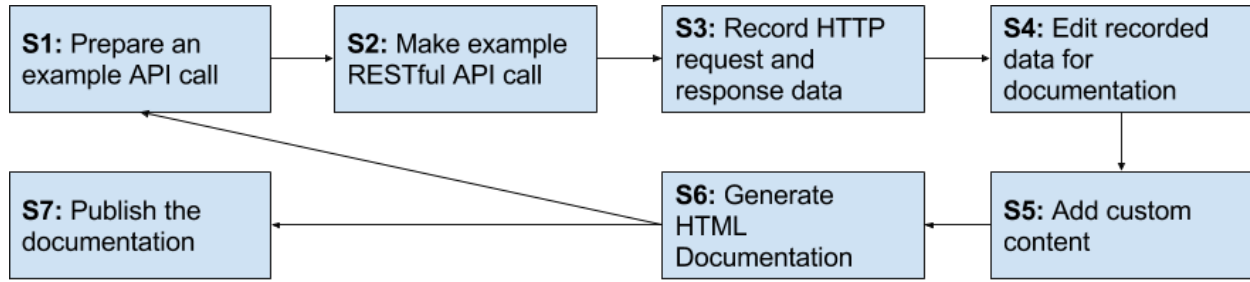 S1: Prepare an
example API call
S2: Make example
RESTful API call
S3: Record HTTP
request and
response data
S4: Edit recorded
data for
documentation
S7: Publish the
documentation
S6: Generate
HTML
Documentation
S5: Add custom
content